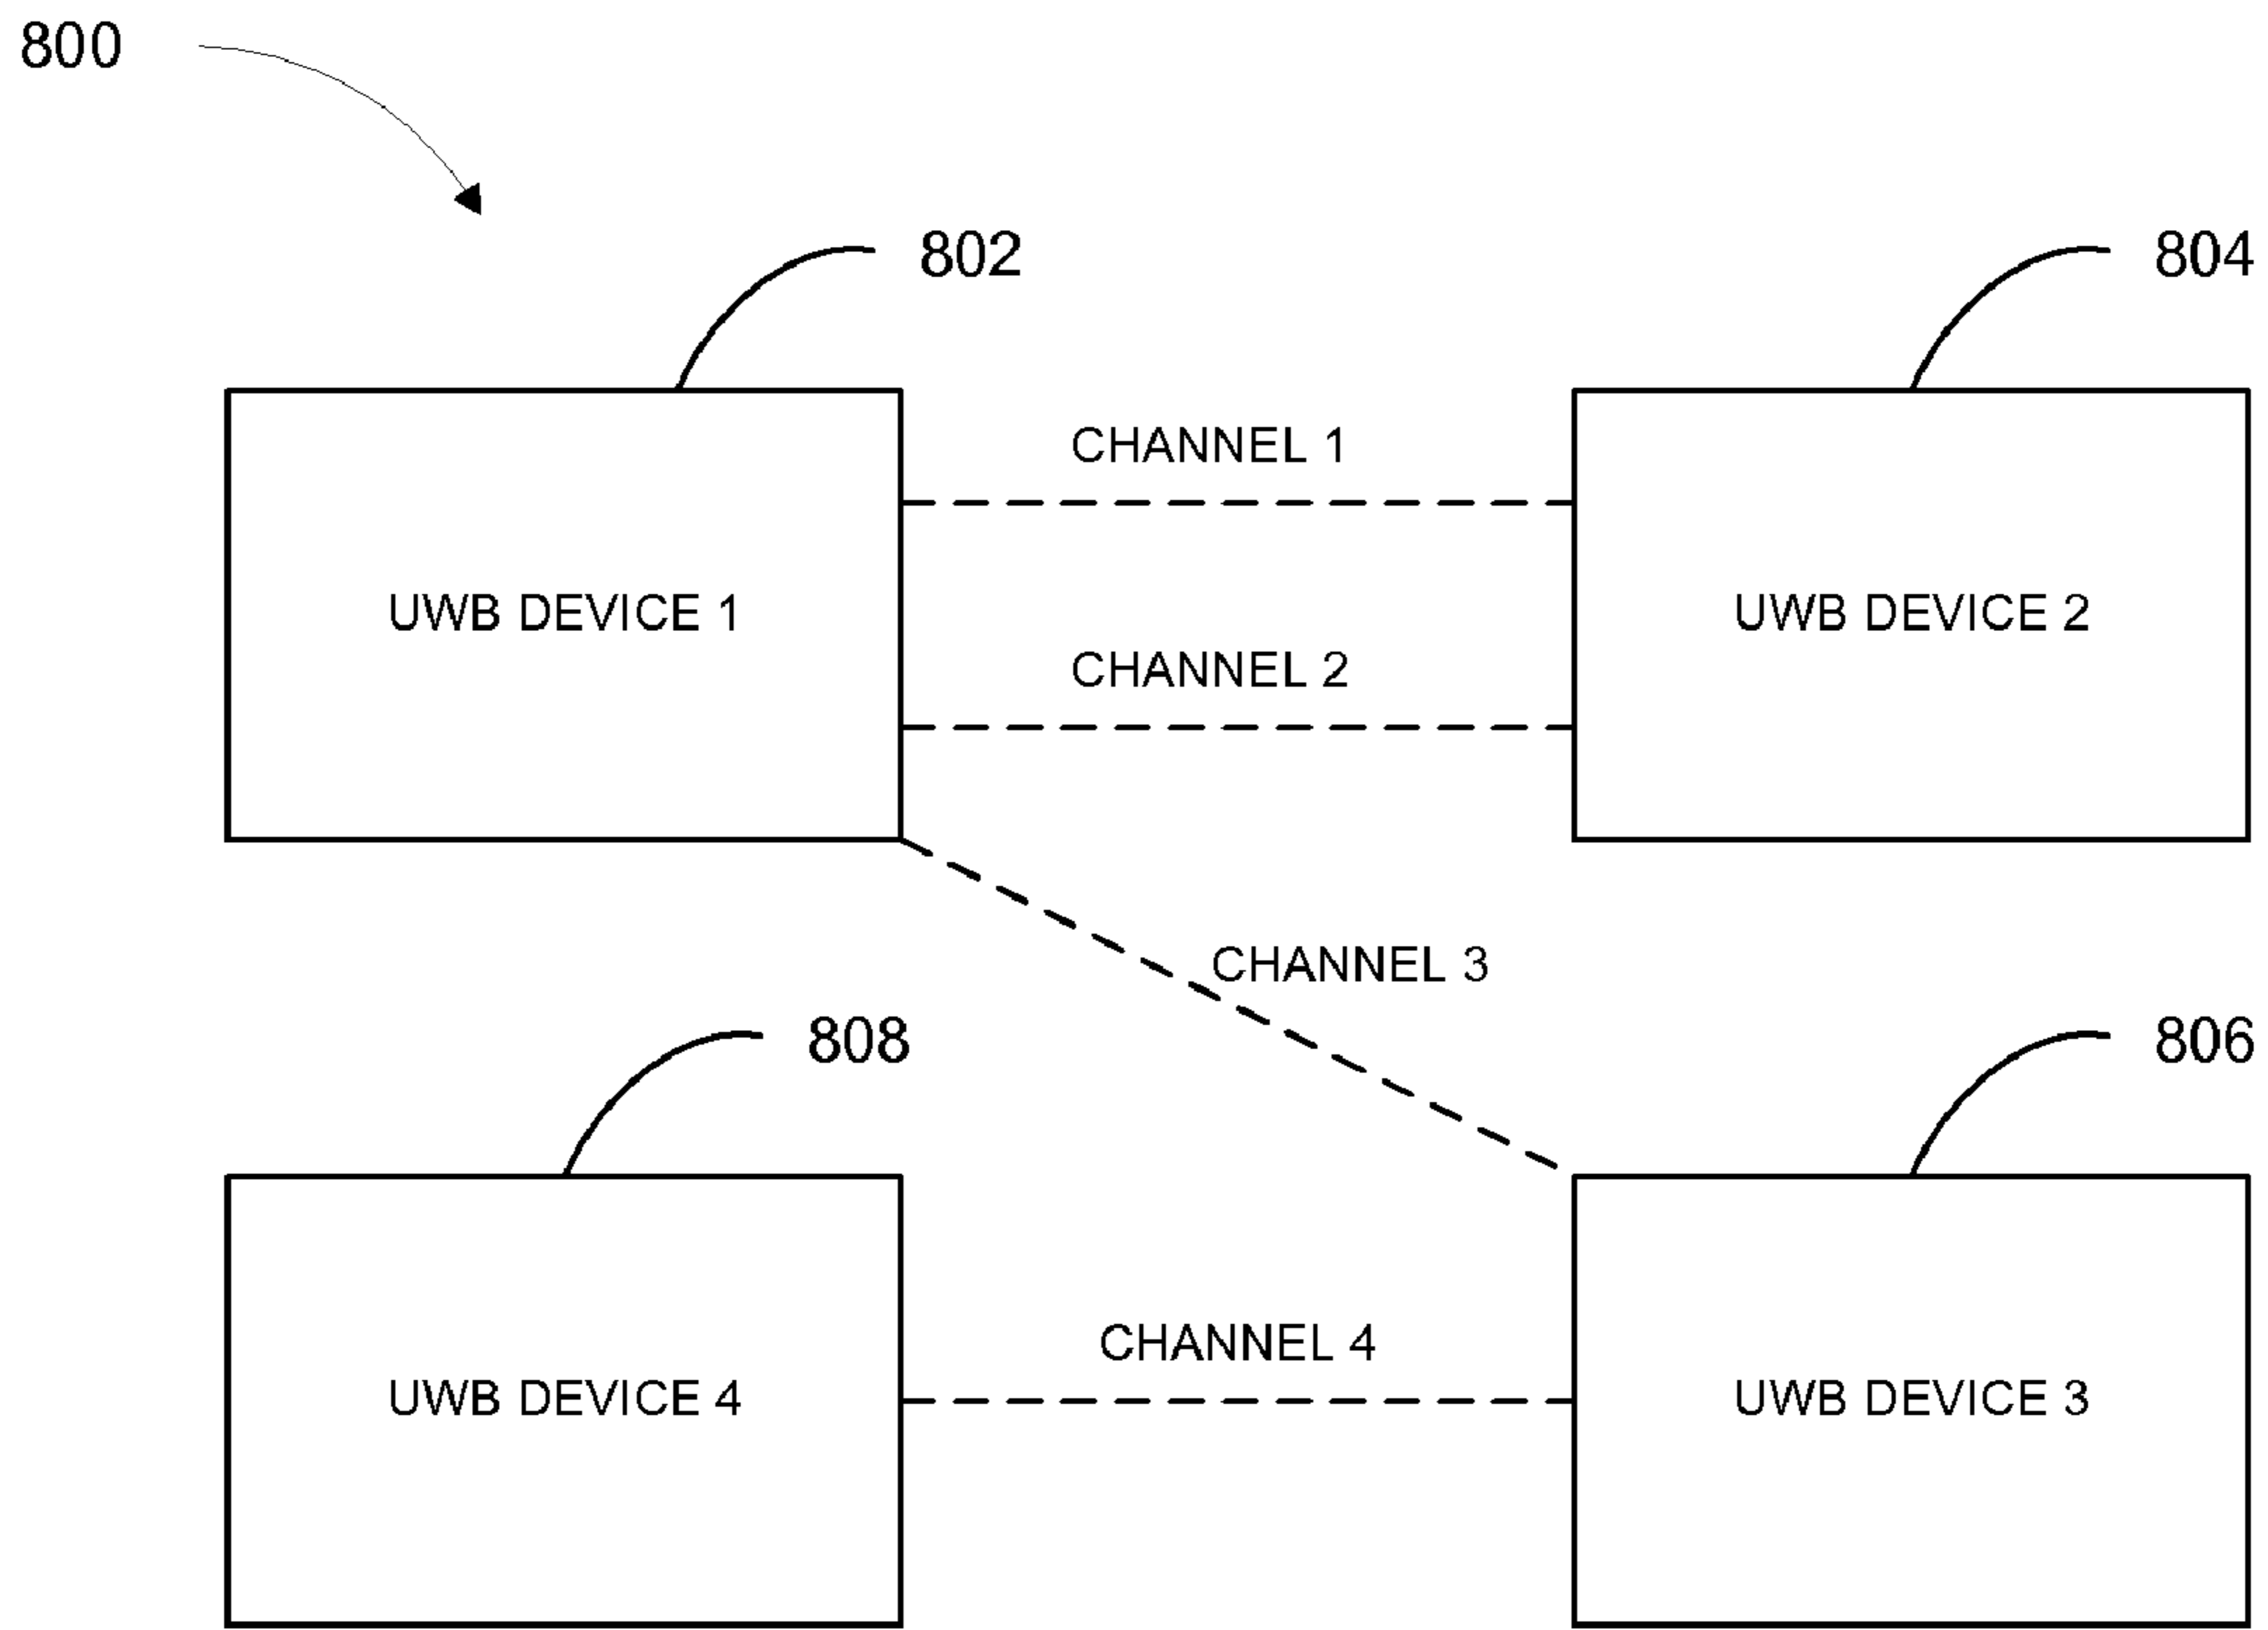 800
802
804
CHANNEL 1
UWB DEVICE 1
UWB DEVICE 2
CHANNEL 2
CHANNEL 3
808
806
CHANNEL 4
UWB DEVICE 4
UWB DEVICE 3